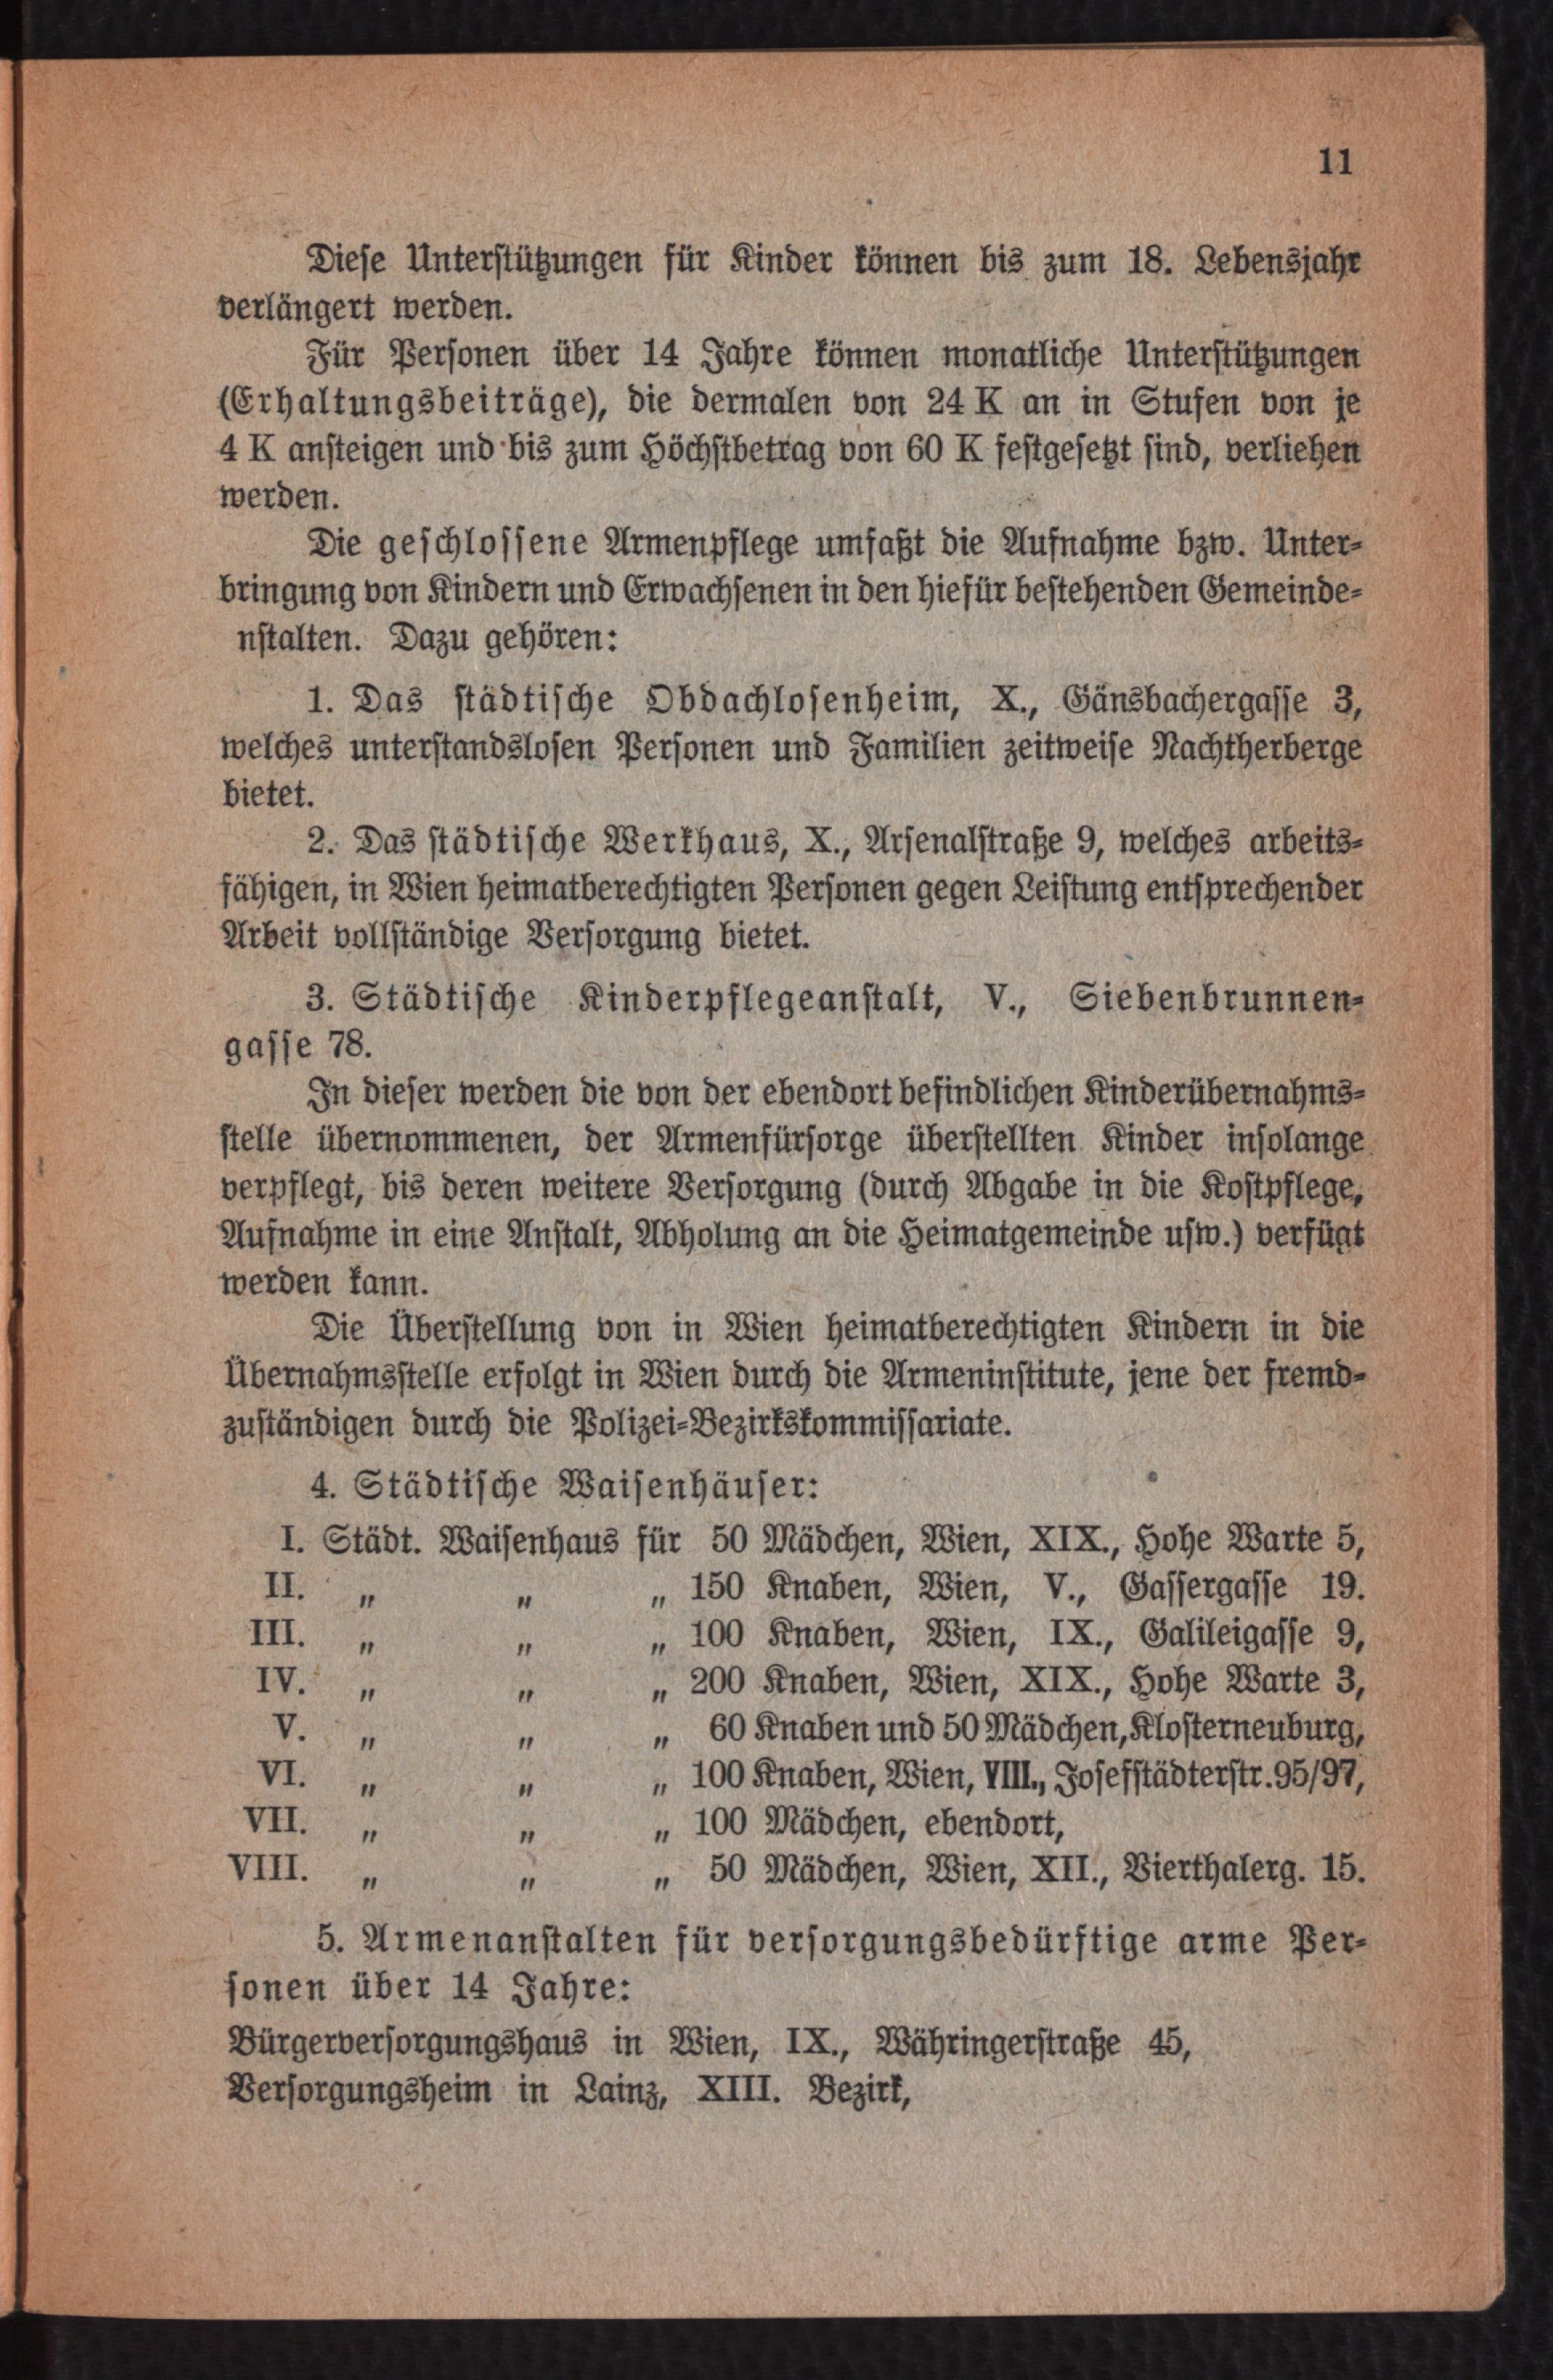 11
Diese Unterstützungen für Kinder können bis zum 18. Lebensjahr
verlängert werden.
Für Personen über 14 Jahre können monatliche Unterstützungen
(Erhaltungsbeiträge), die dermalen von 24 K an in Stufen von je
4 K ansteigen und bis zum Höchstbetrag von 60 K festgesetzt sind, verliehen
werden.
Die geschlossene Armenpflege umfaßt die Aufnahme bzw. Unter-
bringung von Kindern und Erwachsenen in den hiefür bestehenden Gemeinde-
nstalten. Dazu gehören:
1. Das städtische Obdachlosenheim, X., Gänsbachergasse 3,
welches unterstandslosen Personen und Familien zeitweise Nachtherberge
bietet.
2. Das städtische Werkhaus, X., Arsenalstraße 9, welches arbeits-
fähigen, in Wien heimatberechtigten Personen gegen Leistung entsprechender
Arbeit vollständige Versorgung bietet.
3. Städtische Kinderpflegeanstalt, V., Siebenbrunnen-
gasse 78.
In dieser werden die von der ebendort befindlichen Kinderübernahms-
stelle übernommenen, der Armenfürsorge überstellten Kinder insolange
verpflegt, bis deren weitere Versorgung (durch Abgabe in die Kostpflege,
Aufnahme in eine Anstalt, Abholung an die Heimatgemeinde usw.) verfügt
werden kann.
Die Überstellung von in Wien heimatberechtigten Kindern in die
Übernahmsstelle erfolgt in Wien durch die Armeninstitute, jene der fremd-
zuständigen durch die Polizei-Bezirkskommissariate.
4. Städtische Waisenhäuser:
I. Städt. Waisenhaus für 50 Mädchen, Wien, XIX., Hohe Warte 5,
II. „ „ „ 150 Knaben, Wien, V., Gassergasse 19.
III. „ „ „ 100 Knaben, Wien, IX., Galileigasse 9,
IV. „ „ „ 200 Knaben, Wien, XIX., Hohe Warte 3,
V. „ „ „ 60 Knaben und 50 Mädchen, Klosterneuburg,
VI. „ „ „ 100 Knaben, Wien, VIII., Josefstädterstr. 95/97,
VII. „ „ „ 100 Mädchen, ebendort,
VIII. „ „ „ 50 Mädchen, Wien, XII., Vierthalerg. 15.
5. Armenanstalten für versorgungsbedürftige arme Per-
sonen über 14 Jahre:
Bürgerversorgungshaus in Wien, IX., Währingerstraße 45,
Versorgungsheim in Lainz, XIII. Bezirk,